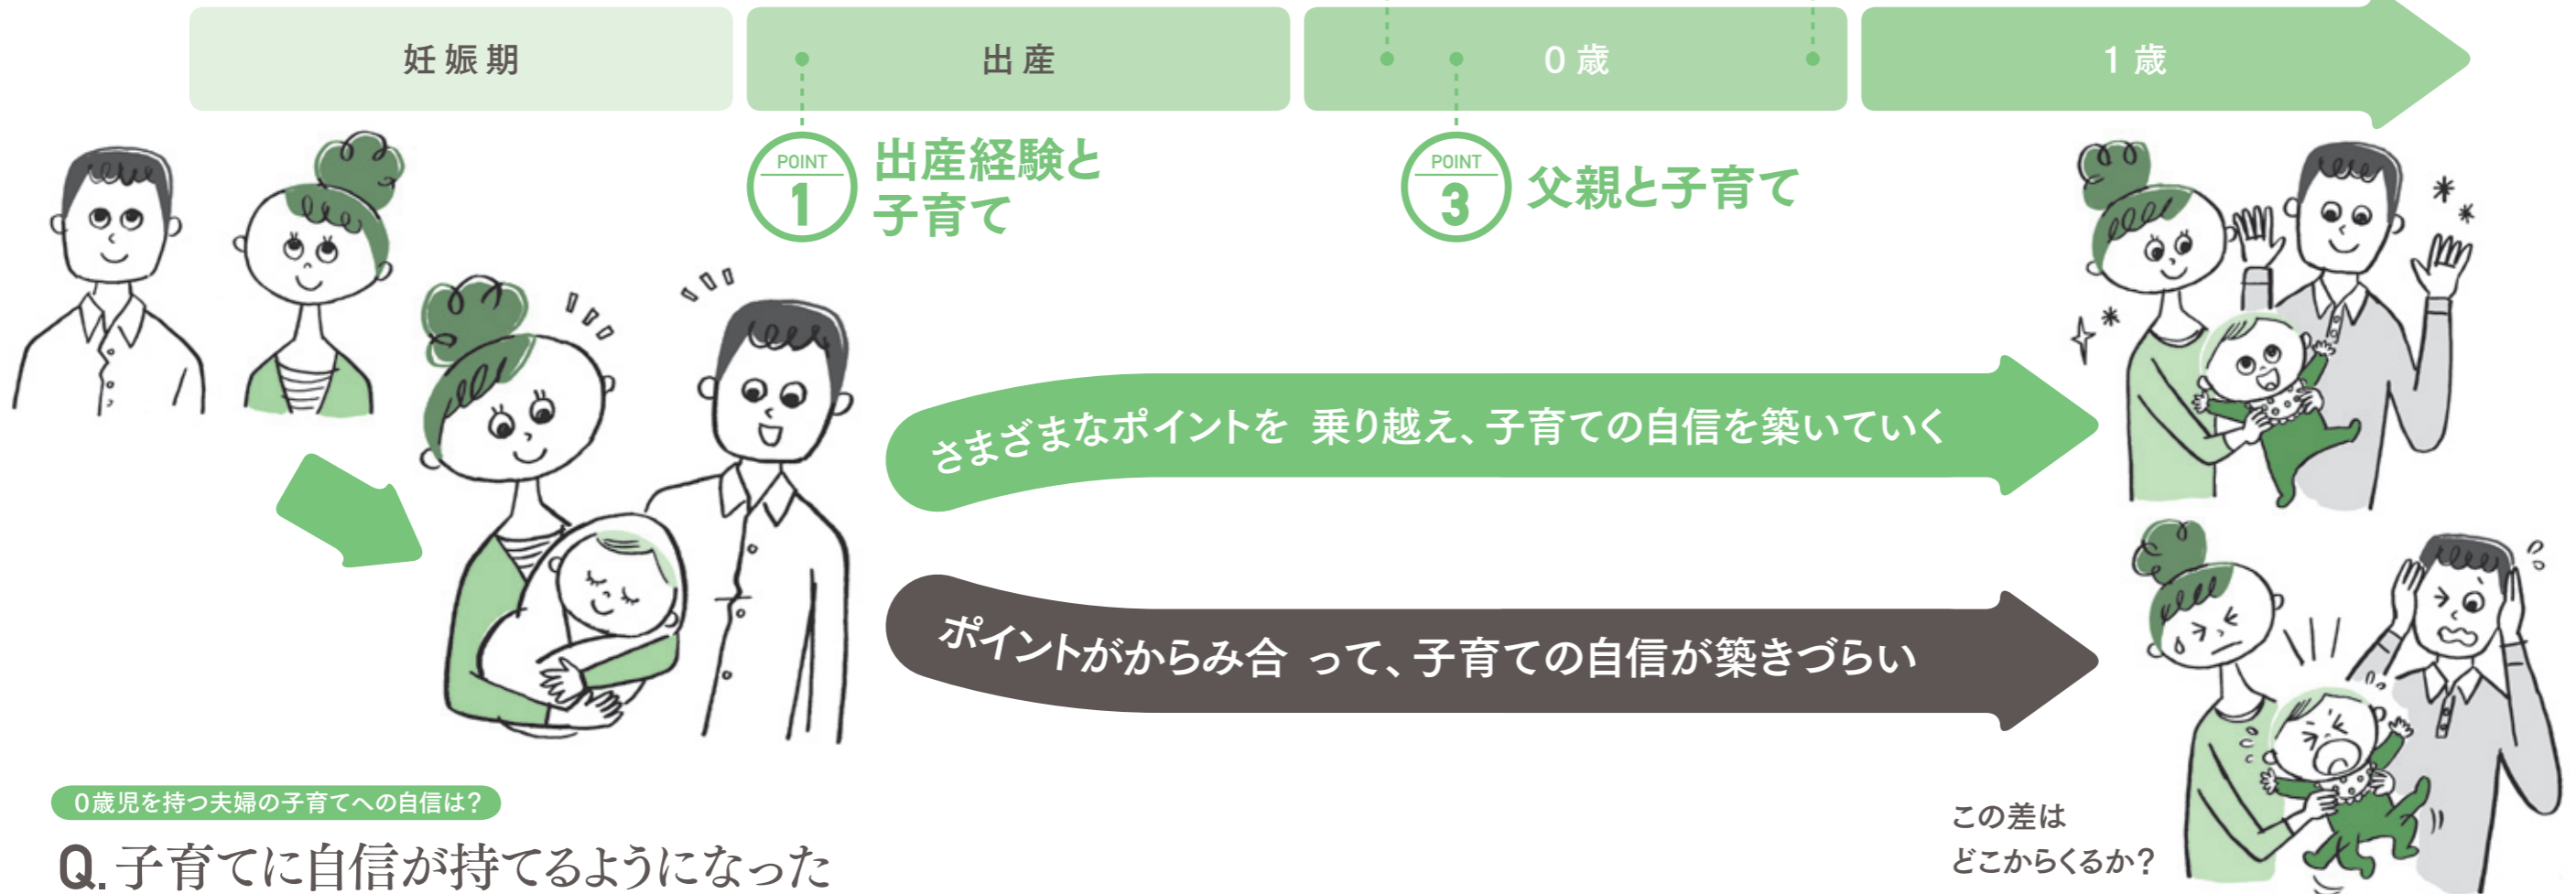 妊娠期
出産
0歳
1歳
POINT
1
出産経験と
子育て
POINT
3
父親と子育て
さまざまなポイントを 乗り越え、子育ての自信を築いていく
ポイントがからみ合 って、子育ての自信が築きづらい
この差は
どこからくるか？
0歳児を持つ夫婦の子育てへの自信は？
Q.子育てに自信が持てるようになった